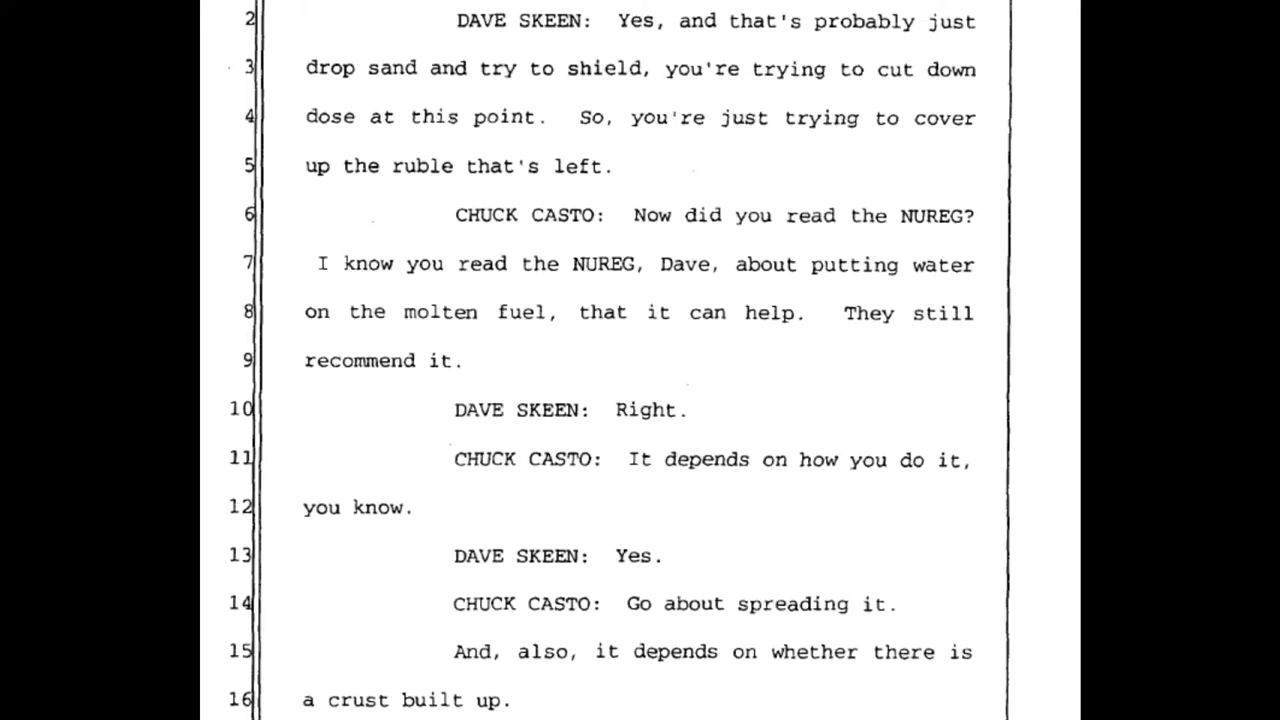 2 DAVE SKEEN: Yes, and that's probably just
3 drop sand and try to shield, you're trying to cut down
4 dose at this point. So, you're just trying to cover
5 up the ruble that's left.
6 CHUCK CASTO: Now did you read the NUREG?
7 I know you read the NUREG, Dave, about putting water
8 on the molten fuel, that it can help. They still
9 recommend it.
10 DAVE SKEEN: Right.
11 CHUCK CASTO: It depends on how you do it,
12 you know.
13 DAVE SKEEN: Yes.
14 CHUCK CASTO: Go about spreading it.
15 And, also, it depends on whether there is
16 a crust built up.